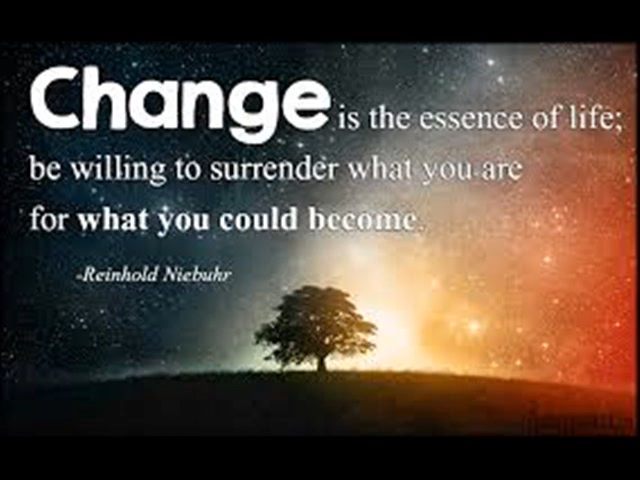 Change is the essence of life;
be willing to surrender what you are
for what you could become.
-Reinhold Niebuhr